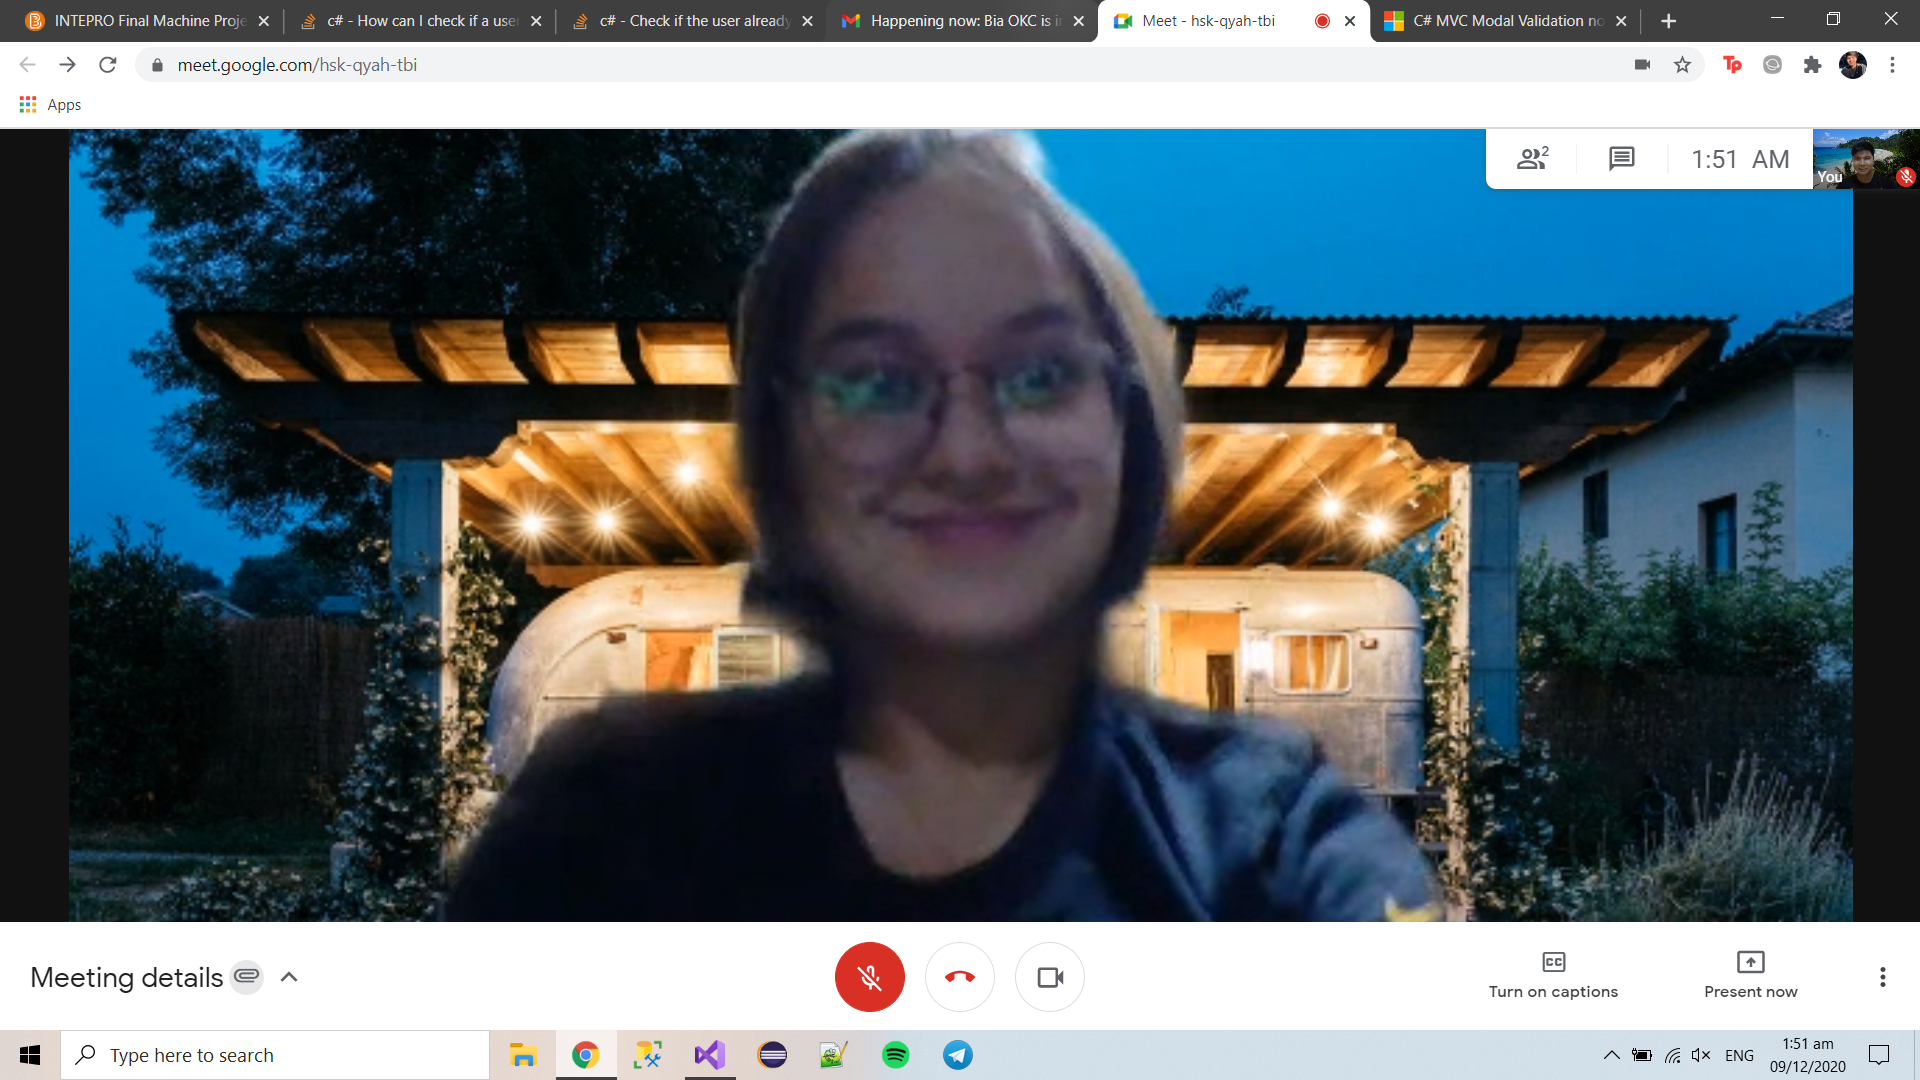 INTEPRO Final Machine Proje
c# - How can I check if a user
c# - Check if the user already
Happening now: Bia OKC is in
Meet - hsk-qyah-tbi
C# MVC Modal Validation no
meet.google.com/hsk-qyah-tbi
Tp
Apps
2
1:51 AM
You
Meeting details
CC
Turn on captions
Present now
Type here to search
ENG
1:51 am
09/12/2020